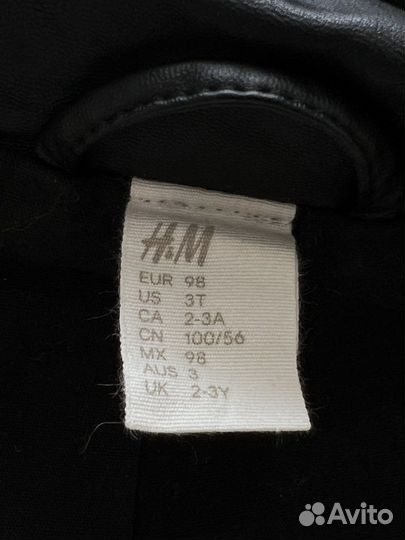 H&M
EUR 98
US 3T
CA 2-3A
CN 100/56
MX 98
AUS 3
UK 2-3Y
Avito